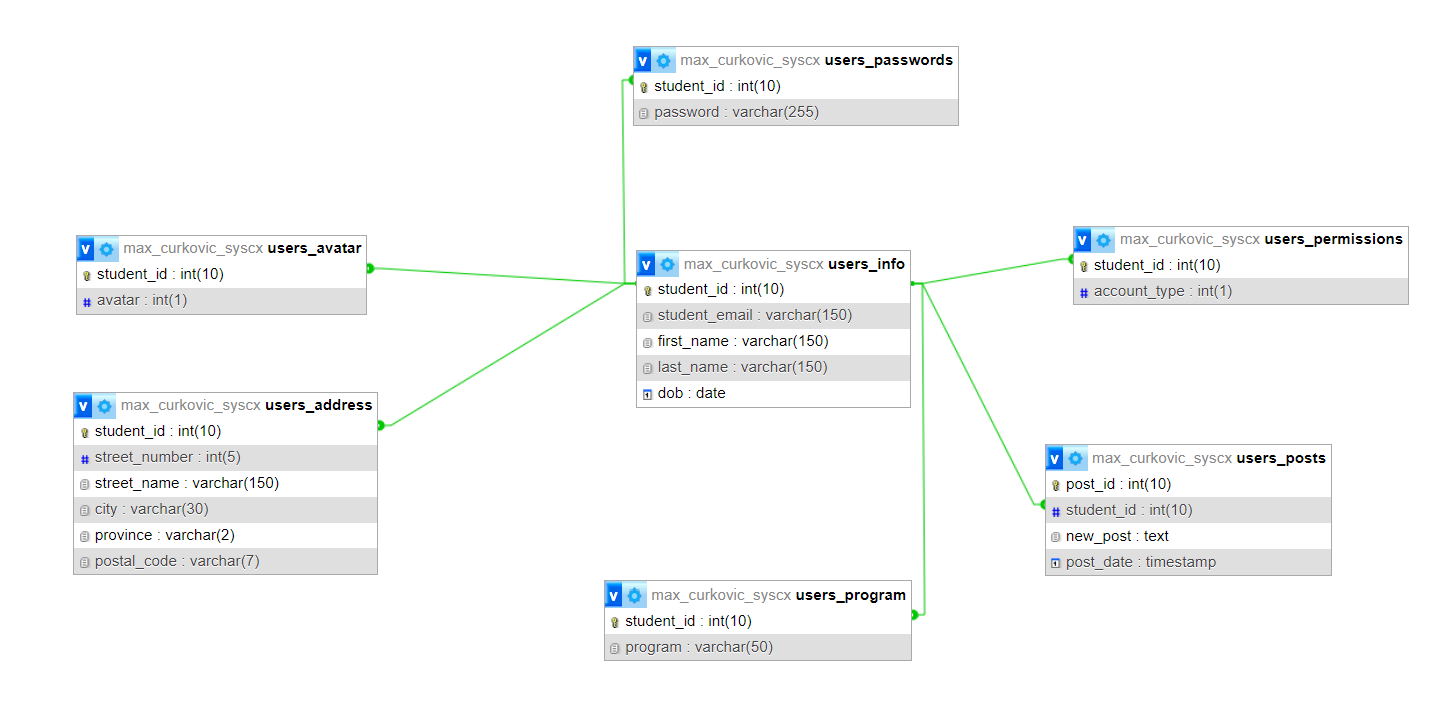 v max_curkovic_syscx users_passwords
student_id : int(10)
password : varchar(255)
v max_curkovic_syscx users_avatar
student_id : int(10)
# avatar : int(1)
v max_curkovic_syscx users_info
student_id : int(10)
student_email : varchar(150)
first_name : varchar(150)
last_name : varchar(150)
dob : date
v max_curkovic_syscx users_permissions
student_id : int(10)
# account_type : int(1)
v max_curkovic_syscx users_address
student_id : int(10)
# street_number : int(5)
street_name : varchar(150)
city : varchar(30)
province : varchar(2)
postal_code : varchar(7)
v max_curkovic_syscx users_posts
post_id : int(10)
# student_id : int(10)
new_post : text
post_date : timestamp
v max_curkovic_syscx users_program
student_id : int(10)
program : varchar(50)